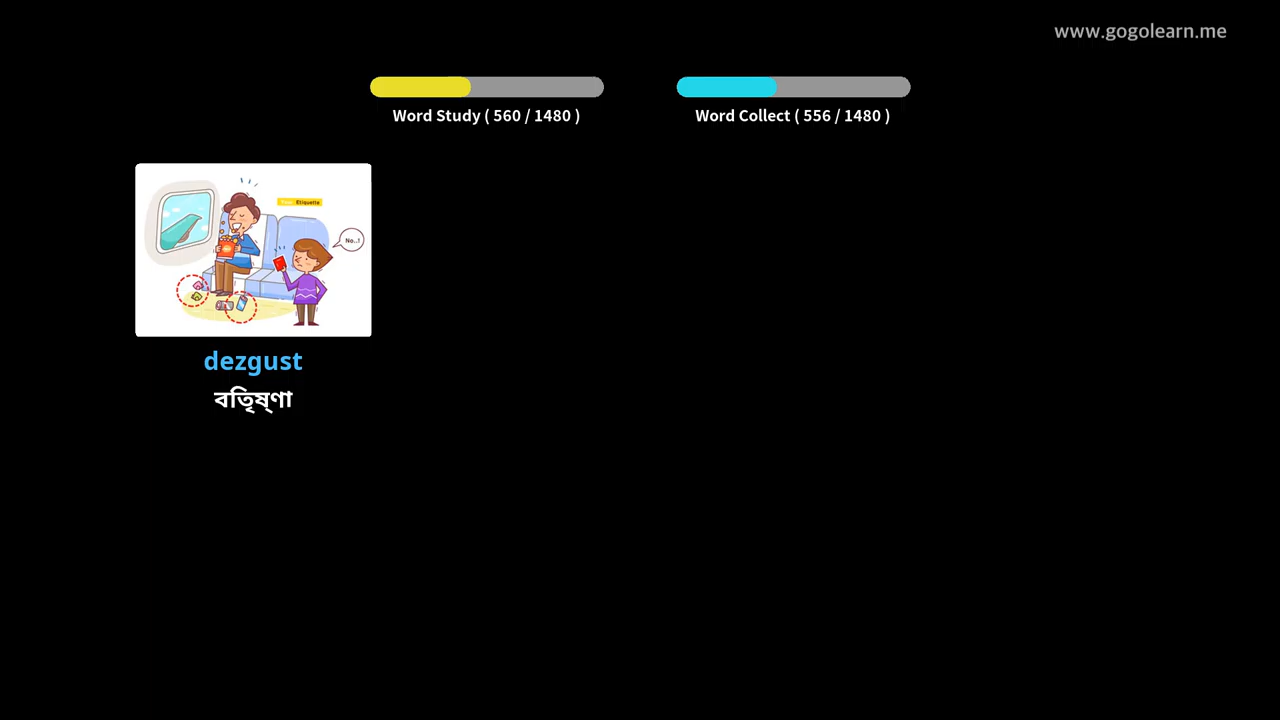 www.gogolearn.me
Word Study ( 560 / 1480 )
Word Collect ( 556 / 1480 )
Etiquette
No..!
dezgust
বিতৃষ্ণা